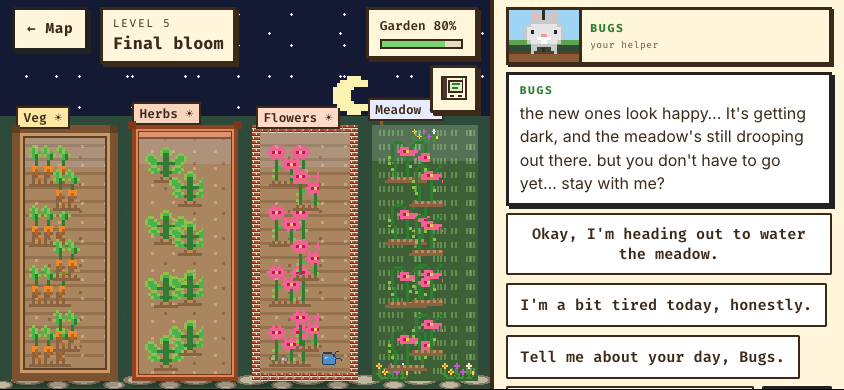 ← Map
LEVEL 5
Final bloom
Garden 80%
Veg ☀
Herbs ☀
Flowers ☀
Meadow
BUGS
your helper
BUGS
the new ones look happy... It's getting
dark, and the meadow's still drooping
out there. but you don't have to go
yet... stay with me?
Okay, I'm heading out to water
the meadow.
I'm a bit tired today, honestly.
Tell me about your day, Bugs.